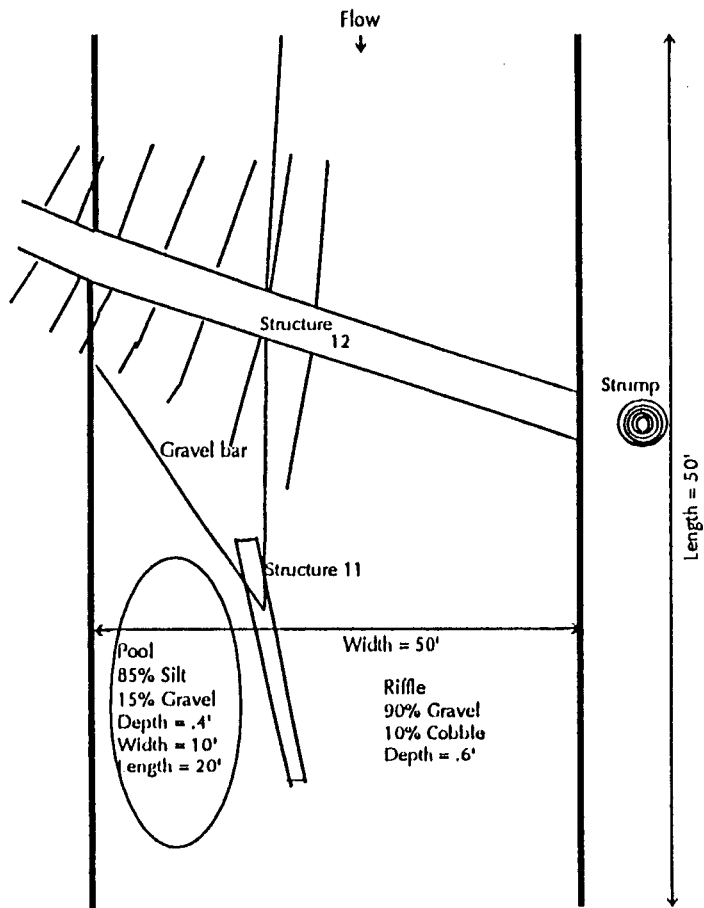 Flow
Structure
12
Strump
Gravel bar
Length = 50'
Structure 11
Width = 50'
Pool
85% Silt
15% Gravel
Depth = .4'
Width = 10'
Length = 20'
Riffle
90% Gravel
10% Cobble
Depth = .6'